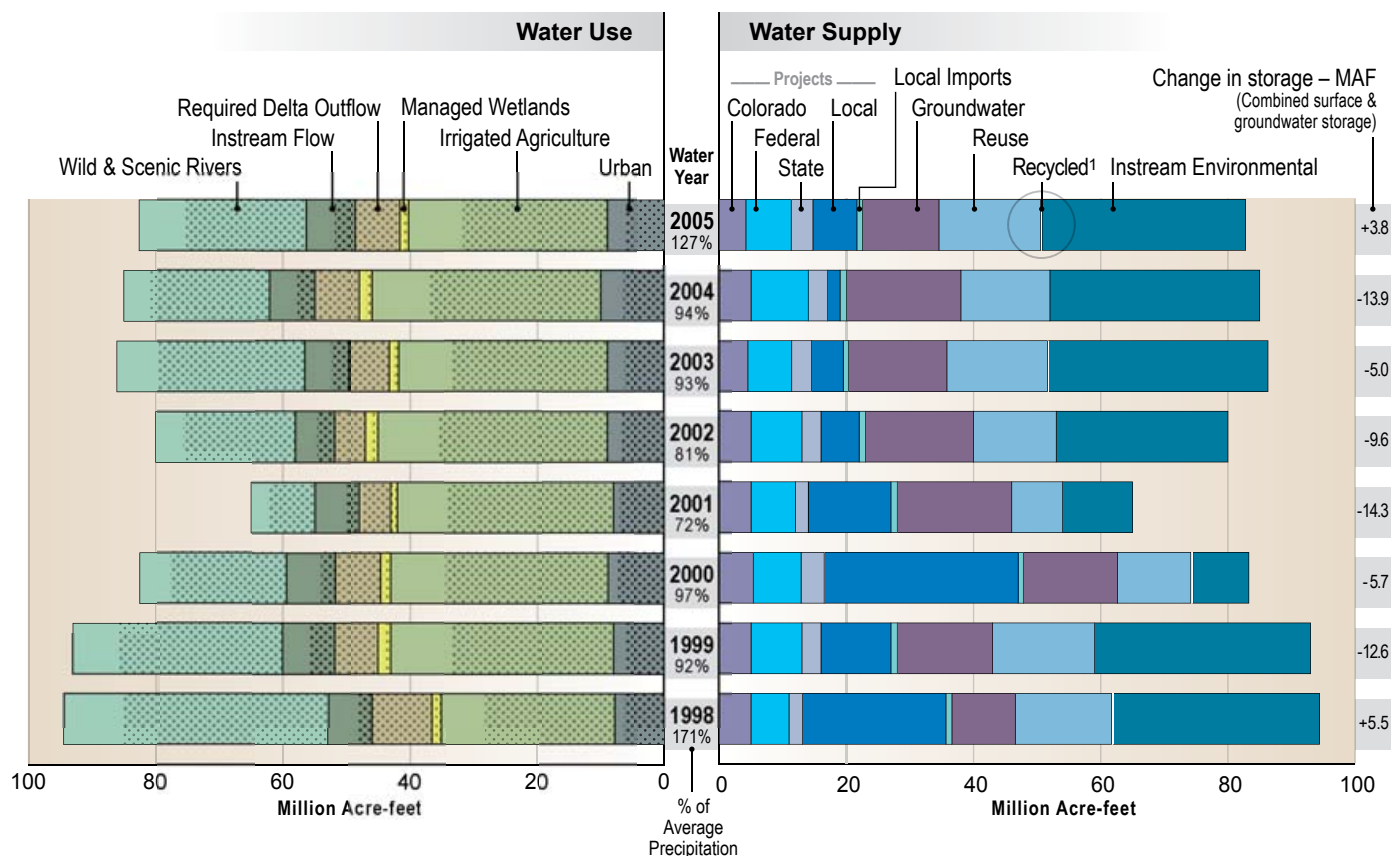 Water Use
Water Supply
Projects
Local Imports
Change in storage – MAF
(Combined surface &
groundwater storage)
Required Delta Outflow
Managed Wetlands
Colorado
Local
Groundwater
Instream Flow
Irrigated Agriculture
Federal
Reuse
Wild & Scenic Rivers
Urban
Water
Year
State
Recycled¹
Instream Environmental
2005
127%
+3.8
2004
94%
-13.9
2003
93%
-5.0
2002
81%
-9.6
2001
72%
-14.3
2000
97%
-5.7
1999
92%
-12.6
1998
171%
+5.5
100 80 60 40 20 0
0 20 40 60 80 100
Million Acre-feet
% of
Average
Precipitation
Million Acre-feet